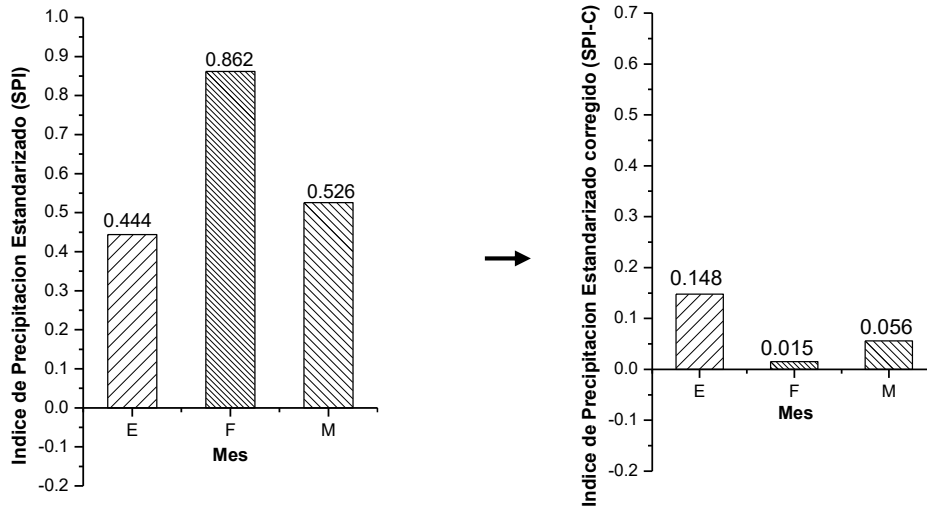 Indice de Precipitacion Estandarizado (SPI)
1.0
0.9
0.8
0.7
0.6
0.5
0.4
0.3
0.2
0.1
0.0
-0.1
-0.2
0.444
0.862
0.526
E
F
M
Mes
Indice de Precipitacion Estandarizado corregido (SPI-C)
0.7
0.6
0.5
0.4
0.3
0.2
0.1
0.0
-0.1
-0.2
0.148
0.015
0.056
E
F
M
Mes